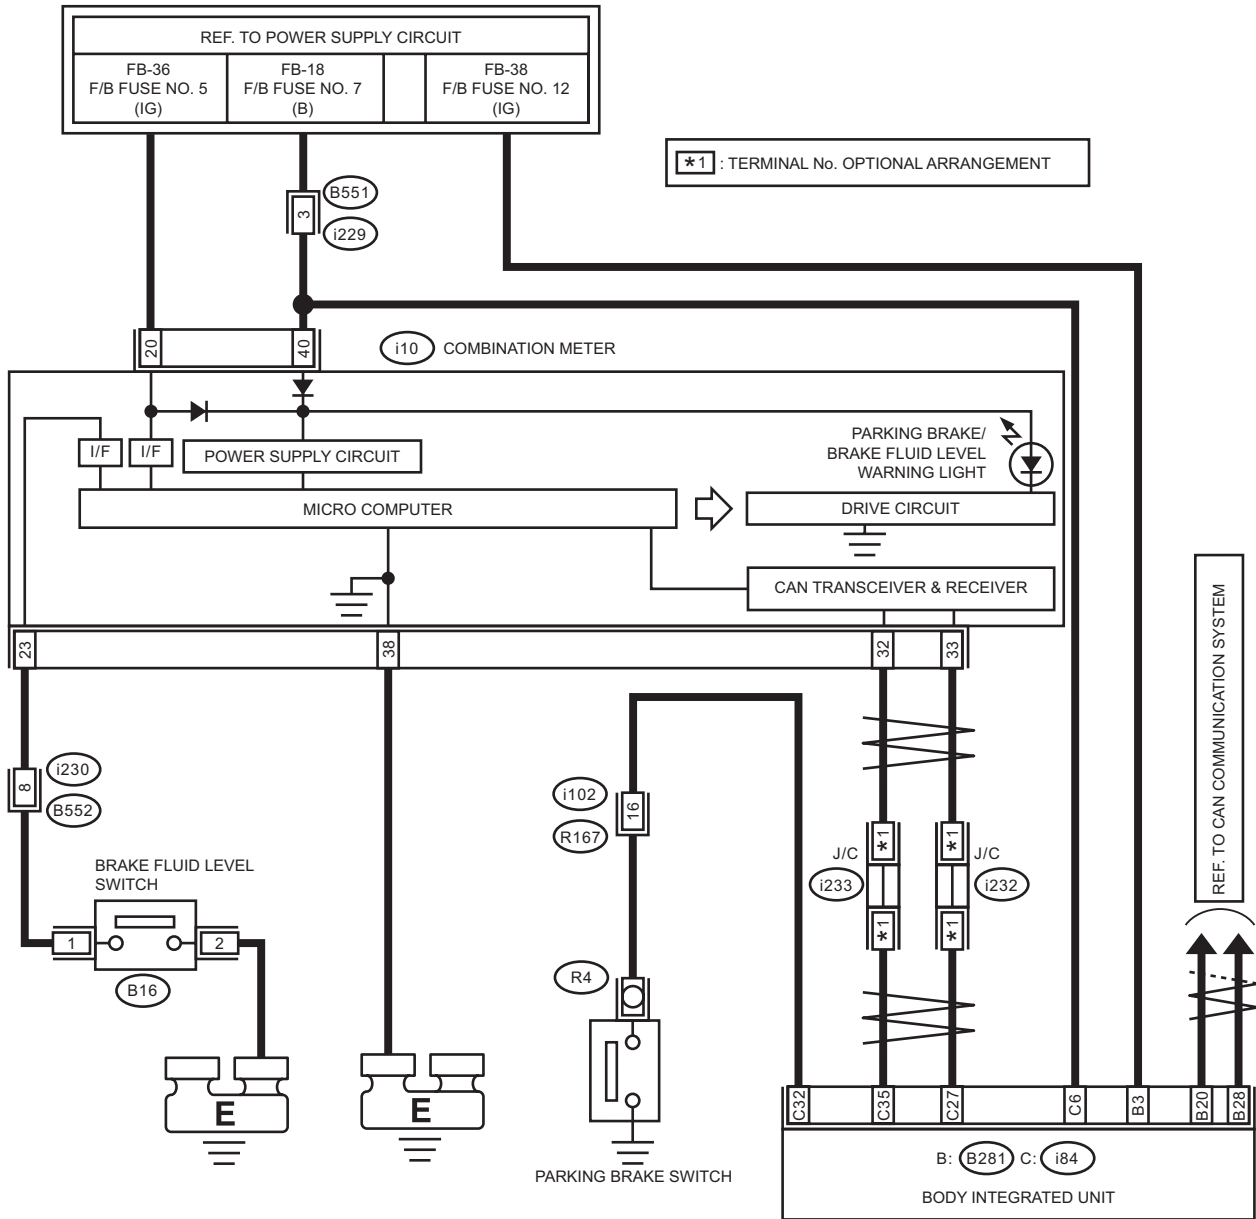 REF. TO POWER SUPPLY CIRCUIT
FB-36
F/B FUSE NO. 5
(IG)
FB-18
F/B FUSE NO. 7
(B)
FB-38
F/B FUSE NO. 12
(IG)
*1 : TERMINAL No. OPTIONAL ARRANGEMENT
B551
3
i229
20
40
i10 COMBINATION METER
I/F
I/F
POWER SUPPLY CIRCUIT
PARKING BRAKE/
BRAKE FLUID LEVEL
WARNING LIGHT
MICRO COMPUTER
DRIVE CIRCUIT
CAN TRANSCEIVER & RECEIVER
REF. TO CAN COMMUNICATION SYSTEM
23
38
32
33
i230
8
B552
i102
16
R167
*1
*1
J/C
J/C
i233
i232
*1
*1
BRAKE FLUID LEVEL
SWITCH
1
2
B16
R4
E
E
PARKING BRAKE SWITCH
C32
C35
C27
C6
B3
B20
B28
B: B281 C: i84
BODY INTEGRATED UNIT